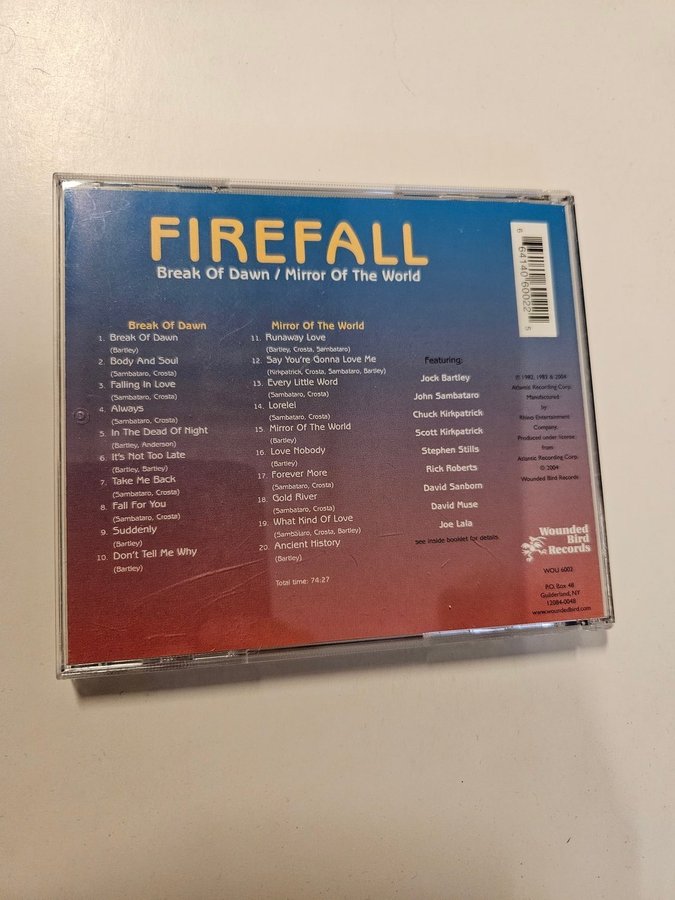 FIREFALL
Break Of Dawn / Mirror Of The World
6 64140 60022 5
Break Of Dawn
1. Break Of Dawn
(Bartley)
2. Body And Soul
(Sambataro, Crosta)
3. Falling In Love
(Sambataro, Crosta)
4. Always
(Sambataro, Crosta)
5. In The Dead Of Night
(Bartley, Anderson)
6. It's Not Too Late
(Bartley, Bartley)
7. Take Me Back
(Sambataro, Crosta)
8. Fall For You
(Sambataro, Crosta)
9. Suddenly
(Bartley)
10. Don't Tell Me Why
(Bartley)
Mirror Of The World
11. Runaway Love
(Bartley, Crosta, Sambataro)
12. Say You're Gonna Love Me
(Kirkpatrick, Crosta, Sambataro, Bartley)
13. Every Little Word
(Sambataro, Crosta)
14. Lorelei
(Sambataro, Crosta)
15. Mirror Of The World
(Bartley)
16. Love Nobody
(Bartley)
17. Forever More
(Sambataro, Crosta)
18. Gold River
(Sambataro, Crosta)
19. What Kind Of Love
(Sambataro, Crosta, Bartley)
20. Ancient History
(Bartley)
Total time: 74:27
Featuring:
Jock Bartley
John Sambataro
Chuck Kirkpatrick
Scott Kirkpatrick
Stephen Stills
Rick Roberts
David Sanborn
David Muse
Joe Lala
see inside booklet for details
℗ 1982, 1983 & 2004
Atlantic Recording Corp.
Manufactured
by
Rhino Entertainment
Company.
Produced under license
from
Atlantic Recording Corp.
© 2004
Wounded Bird Records
Wounded
Bird
Records
WOU 6002
P.O. Box 48
Guilderland, NY
12084-0048
www.woundedbird.com